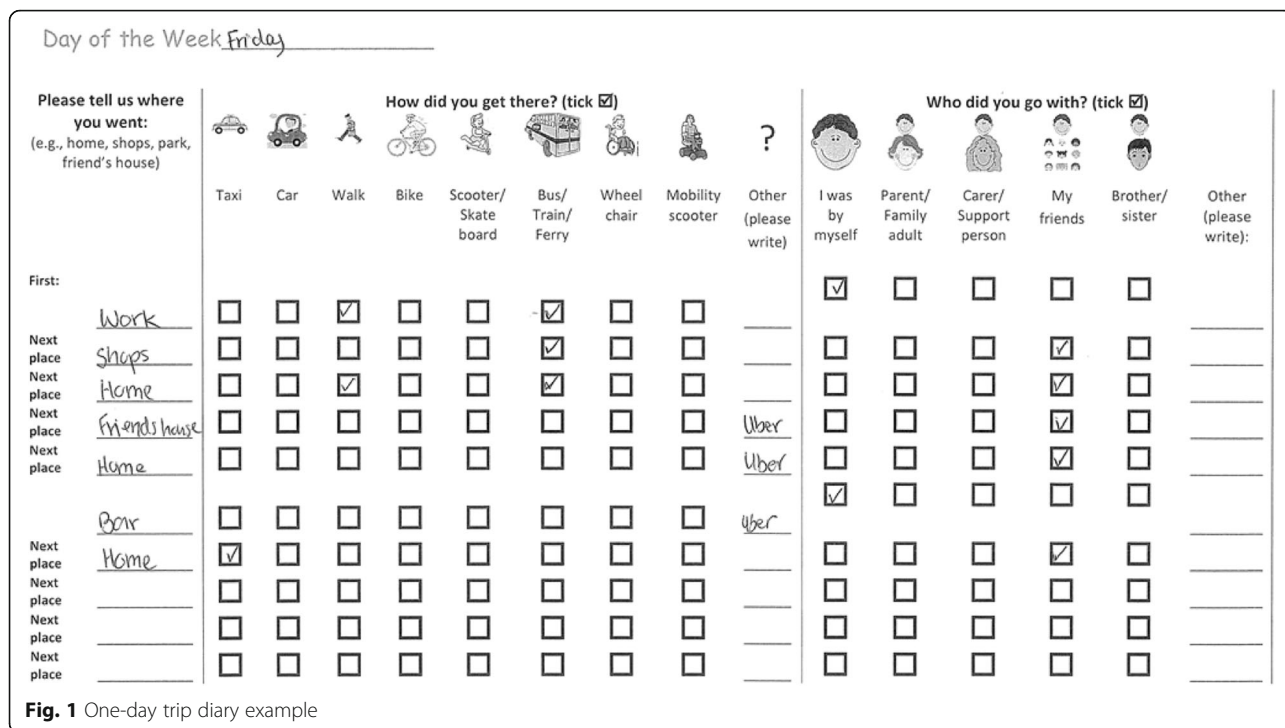 Day of the Week Friday
Please tell us where
you went:
(e.g., home, shops, park,
friend's house)
How did you get there? (tick ☑)
Who did you go with? (tick ☑)
?
Taxi
Car
Walk
Bike
Scooter/
Skate
board
Bus/
Train/
Ferry
Wheel
chair
Mobility
scooter
Other
(please
write)
I was
by
myself
Parent/
Family
adult
Carer/
Support
person
My
friends
Brother/
sister
Other
(please
write):
First:
Work
Next
place Shops
Next
place Home
Next
place Friends house Uber
Next
place Home Uber
Bar Uber
Next
place Home
Next
place
Next
place
Next
place
Fig. 1 One-day trip diary example